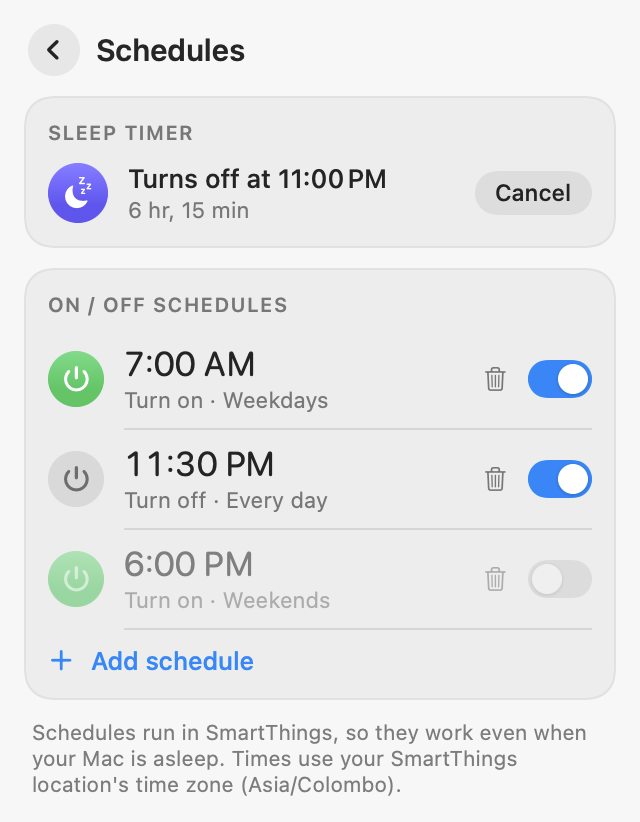 Schedules
SLEEP TIMER
Turns off at 11:00 PM
6 hr, 15 min
Cancel
ON / OFF SCHEDULES
7:00 AM
Turn on · Weekdays
11:30 PM
Turn off · Every day
6:00 PM
Turn on · Weekends
+ Add schedule
Schedules run in SmartThings, so they work even when
your Mac is asleep. Times use your SmartThings
location's time zone (Asia/Colombo).